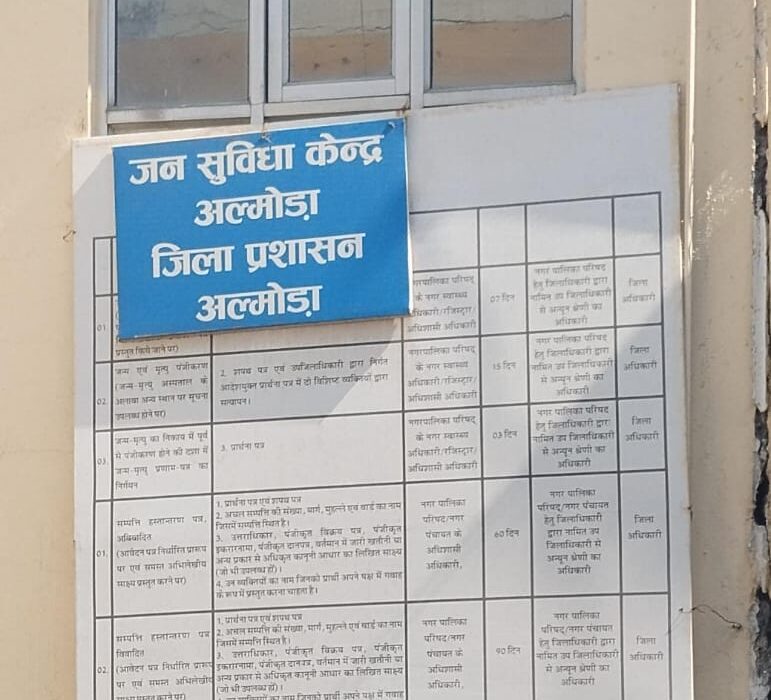 जन सुविधा केन्द्र
अल्मोड़ा
जिला प्रशासन
अल्मोड़ा
01.
प्रस्तुत किये जाने पर)
नगरपालिका परिषद्
के नगर स्वास्थ्य
अधिकारी/रजिस्ट्रार/
अधिशासी अधिकारी
07 दिन
नगर पालिका परिषद्
हेतु जिलाधिकारी द्वारा
नामित उप जिलाधिकारी
से अन्यून श्रेणी का
अधिकारी
जिला
अधिकारी
02.
जन्म एवं मृत्यु पंजीकरण
(जन्म-मृत्यु अस्पताल के
अलावा अन्य स्थान पर सूचना
उपलब्ध होने पर)
2. शपथ पत्र एवं उपजिलाधिकारी द्वारा निर्गत
आदेशयुक्त प्रार्थना पत्र में दो विशिष्ट व्यक्तियों द्वारा
सत्यापन।
नगरपालिका परिषद्
के नगर स्वास्थ्य
अधिकारी/रजिस्ट्रार/
अधिशासी अधिकारी
15 दिन
नगर पालिका परिषद्
हेतु जिलाधिकारी द्वारा
नामित उप जिलाधिकारी
से अन्यून श्रेणी का
अधिकारी
जिला
अधिकारी
03.
जन्म-मृत्यु का निकाय में पूर्व
से पंजीकरण होने की दशा में
जन्म-मृत्यु प्रमाण-पत्र का
निर्गमन
3. प्रार्थना पत्र
नगरपालिका परिषद्
के नगर स्वास्थ्य
अधिकारी/रजिस्ट्रार/
अधिशासी अधिकारी
03 दिन
नगर पालिका परिषद्
हेतु जिलाधिकारी द्वारा
नामित उप जिलाधिकारी
से अन्यून श्रेणी का
अधिकारी
जिला
अधिकारी
01.
सम्पत्ति हस्तान्तरण पत्र,
अविवादित
(आवेदन पत्र निर्धारित प्रारूप
पर एवं समस्त अभिलेखीय
साक्ष्य प्रस्तुत करने पर)
1. प्रार्थना पत्र एवं शपथ पत्र
2. अचल सम्पत्ति की संख्या, मार्ग, मुहल्ले एवं वार्ड का नाम
जिसमें सम्पत्ति स्थित है।
3. उत्तराधिकार, पंजीकृत विक्रय पत्र, पंजीकृत
इकरारनामा, पंजीकृत दानपत्र, वर्तमान में जारी खतौनी या
अन्य प्रकार से अधिकृत कानूनी आधार का लिखित साक्ष्य
(जो भी उपलब्ध हों)।
4. उन व्यक्तियों का नाम जिनको प्रार्थी अपने पक्ष में गवाह
के रूप में प्रस्तुत करना चाहता है।
नगर पालिका
परिषद/नगर
पंचायत के
अधिशासी
अधिकारी,
60 दिन
नगर पालिका
परिषद्/नगर पंचायत
हेतु जिलाधिकारी
द्वारा नामित उप
जिलाधिकारी से
अन्यून श्रेणी का
अधिकारी
जिला
अधिकारी
02.
सम्पत्ति हस्तान्तरण पत्र
विवादित
(आवेदन पत्र निर्धारित प्रारूप
पर एवं समस्त अभिलेखीय
साक्ष्य प्रस्तुत करने पर)
1. प्रार्थना पत्र एवं शपथ पत्र
2. अचल सम्पत्ति की संख्या, मार्ग, मुहल्ले एवं वार्ड का नाम
जिसमें सम्पत्ति स्थित है।
3. उत्तराधिकार, पंजीकृत विक्रय पत्र, पंजीकृत
इकरारनामा, पंजीकृत दानपत्र, वर्तमान में जारी खतौनी या
अन्य प्रकार से अधिकृत कानूनी आधार का लिखित साक्ष्य
(जो भी उपलब्ध हों)।
व्यक्तियों का नाम जिनको प्रार्थी अपने पक्ष में गवाह
नगर पालिका
परिषद/नगर
पंचायत के
अधिशासी
अधिकारी,
90 दिन
नगर पालिका
परिषद्/नगर पंचायत
हेतु जिलाधिकारी द्वारा
नामित उप जिलाधिकारी
से अन्यून श्रेणी का
अधिकारी
जिला
अधिकारी